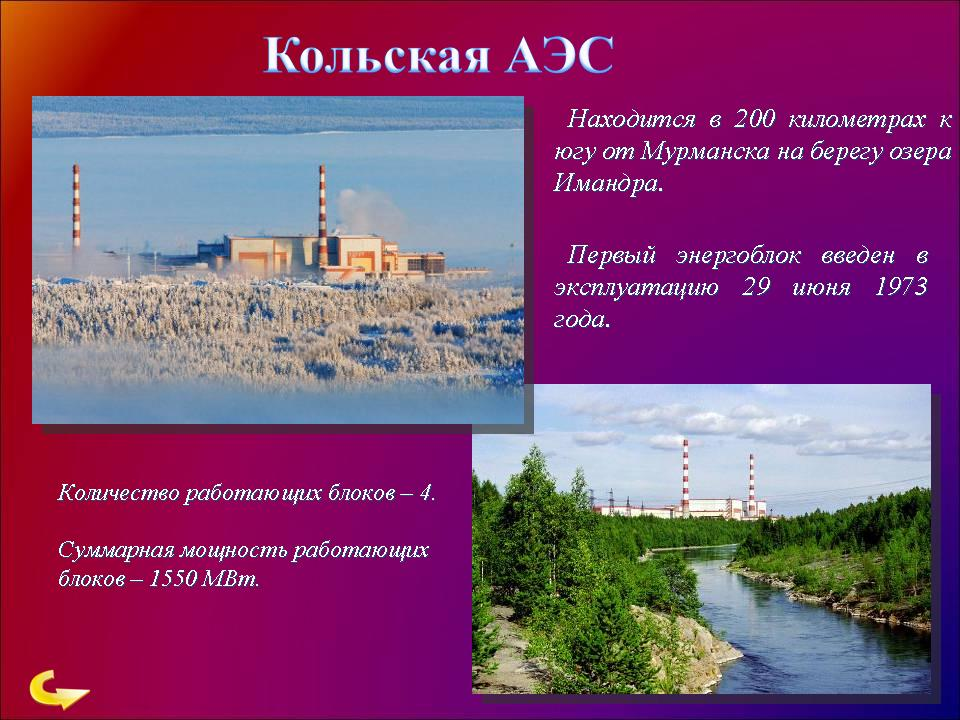 Кольская АЭС
Находится в 200 километрах к
югу от Мурманска на берегу озера
Имандра.
Первый энергоблок введен в
эксплуатацию 29 июня 1973
года.
Количество работающих блоков – 4.
Суммарная мощность работающих
блоков – 1550 МВт.